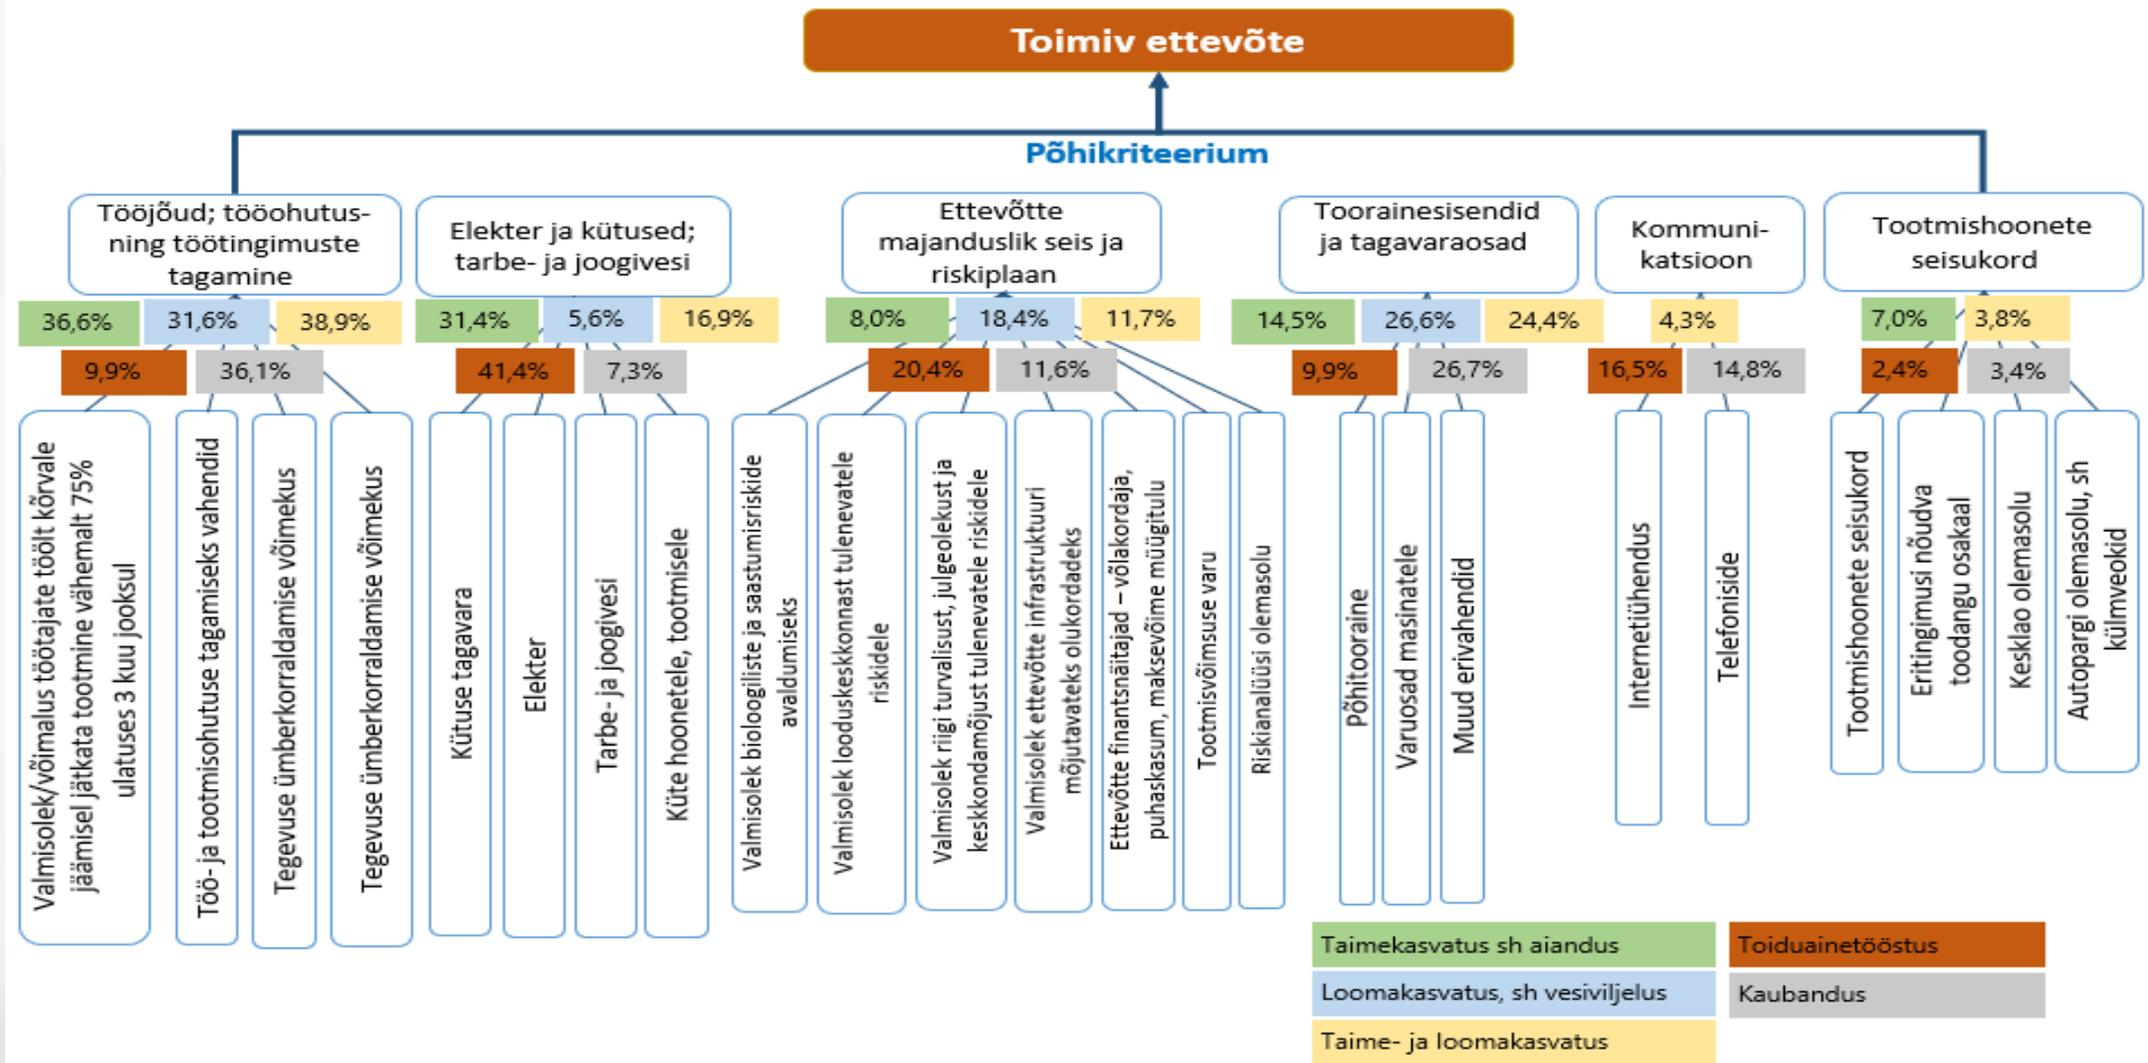 Toimiv ettevõte
Põhikriteerium
Tööjõud; tööohutus-
ning töötingimuste
tagamine
Elekter ja kütused;
tarbe- ja joogivesi
Ettevõtte
majanduslik seis ja
riskiplaan
Toorainesisendid
ja tagavaraosad
Kommuni-
katsioon
Tootmishoonete
seisukord
36,6%
31,6%
38,9%
9,9%
36,1%
31,4%
5,6%
16,9%
41,4%
7,3%
8,0%
18,4%
11,7%
20,4%
11,6%
14,5%
26,6%
24,4%
9,9%
26,7%
4,3%
16,5%
14,8%
7,0%
3,8%
2,4%
3,4%
Valmisolek/võimalus töötajate töölt kõrvale
jäämisel jätkata tootmine vähemalt 75%
ulatuses 3 kuu jooksul
Töö- ja tootmisohutuse tagamiseks vahendid
Tegevuse ümberkorraldamise võimekus
Tegevuse ümberkorraldamise võimekus
Kütuse tagavara
Elekter
Tarbe- ja joogivesi
Küte hoonetele, tootmisele
Valmisolek bioloogiliste ja saastumisriskide
avaldumiseks
Valmisolek looduskeskkonnast tulenevatele
riskidele
Valmisolek riigi turvalisust, julgeolekust ja
keskkondamõjust tulenevatele riskidele
Valmisolek ettevõtte infrastruktuuri
mõjutavateks olukordadeks
Ettevõtte finantsnäitajad – võlakordaja,
puhaskasum, maksevõime müügitulu
Tootmisvõimsuse varu
Riskianalüüsi olemasolu
Põhitooraine
Varuosad masinatele
Muud erivahendid
Internetiühendus
Telefoniside
Tootmishoonete seisukord
Eritingimusi nõudva
toodangu osakaal
Kesklao olemasolu
Autopargi olemasolu, sh
külmveokid
Taimekasvatus sh aiandus
Loomakasvatus, sh vesiviljelus
Taime- ja loomakasvatus
Toiduainetööstus
Kaubandus